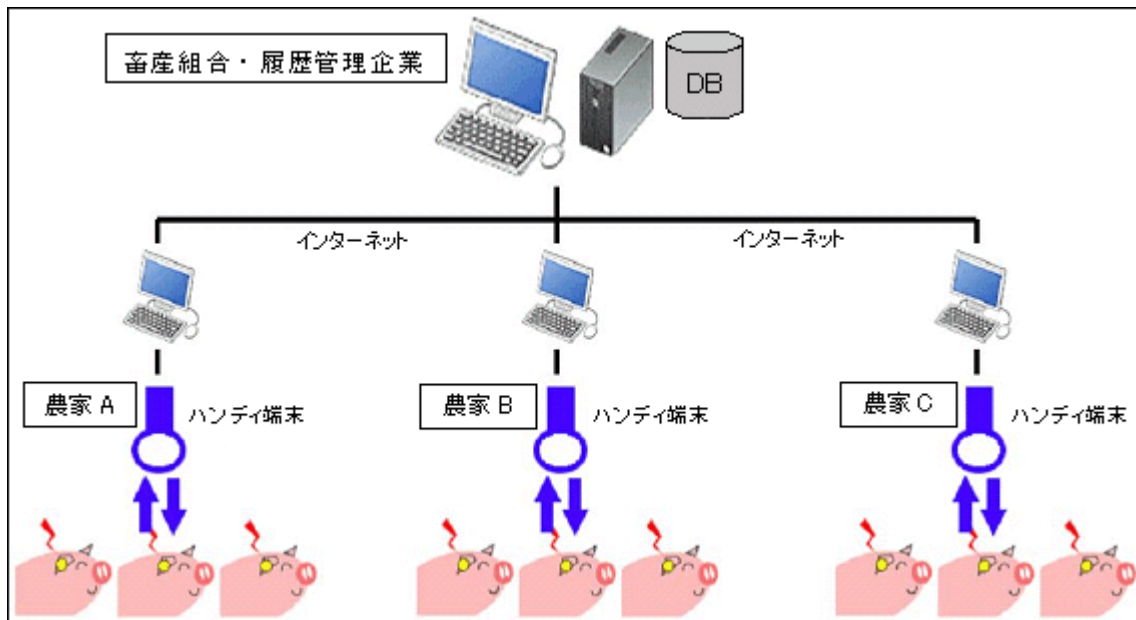 畜産組合・履歴管理企業
DB
インターネット
インターネット
農家 A
ハンディ端末
農家 B
ハンディ端末
農家 C
ハンディ端末